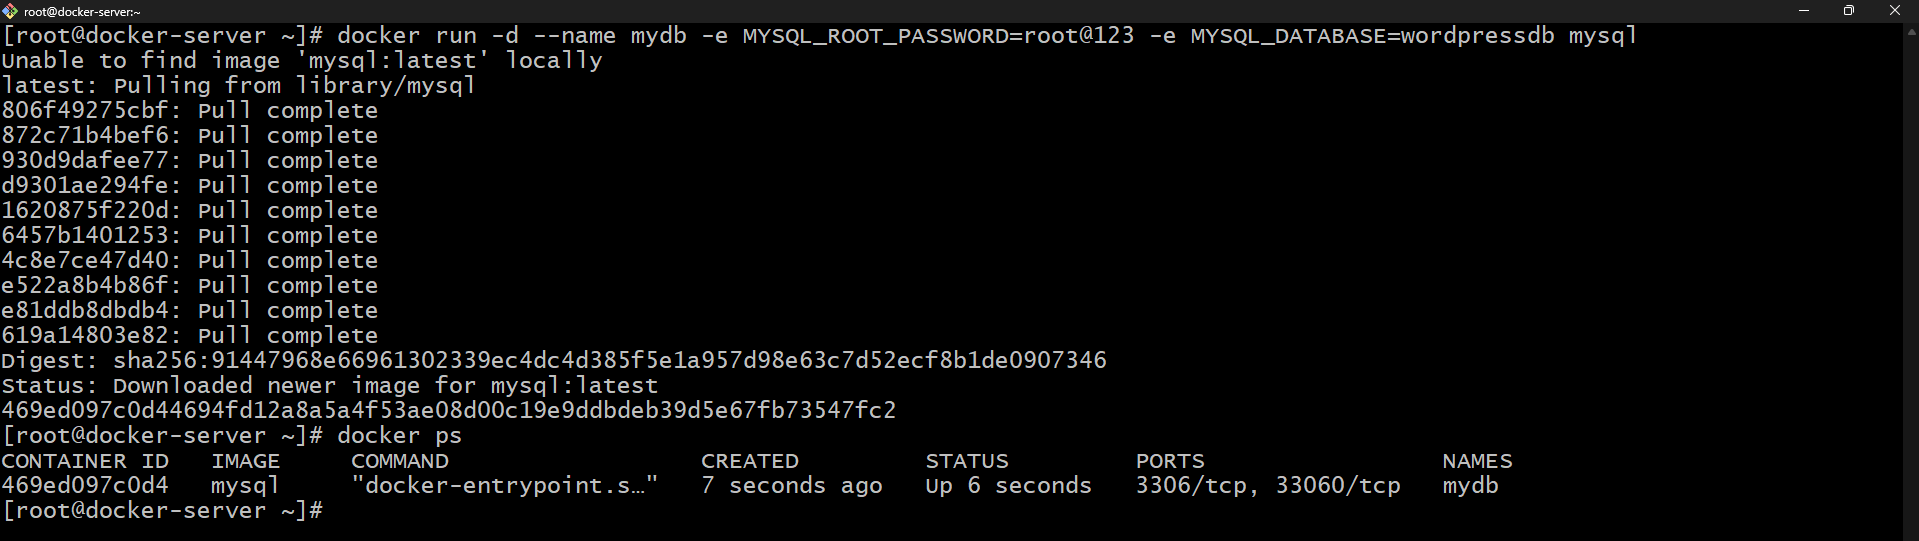 root@docker-server:~
[root@docker-server ~]# docker run -d --name mydb -e MYSQL_ROOT_PASSWORD=root@123 -e MYSQL_DATABASE=wordpressdb mysql
Unable to find image 'mysql:latest' locally
latest: Pulling from library/mysql
806f49275cbf: Pull complete
872c71b4bef6: Pull complete
930d9dafee77: Pull complete
d9301ae294fe: Pull complete
1620875f220d: Pull complete
6457b1401253: Pull complete
4c8e7ce47d40: Pull complete
e522a8b4b86f: Pull complete
e81ddb8dbdb4: Pull complete
619a14803e82: Pull complete
Digest: sha256:91447968e66961302339ec4dc4d385f5e1a957d98e63c7d52ecf8b1de0907346
Status: Downloaded newer image for mysql:latest
469ed097c0d44694fd12a8a5a4f53ae08d00c19e9ddbdeb39d5e67fb73547fc2
[root@docker-server ~]# docker ps
CONTAINER ID   IMAGE     COMMAND                  CREATED         STATUS         PORTS                 NAMES
469ed097c0d4   mysql     "docker-entrypoint.s…"   7 seconds ago   Up 6 seconds   3306/tcp, 33060/tcp   mydb
[root@docker-server ~]#